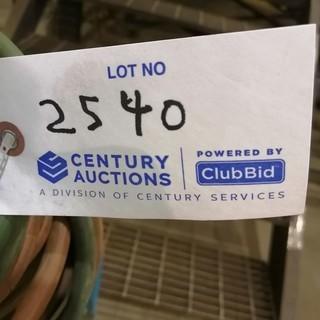 LOT NO
2540
CENTURY AUCTIONS
POWERED BY
ClubBid
A DIVISION OF CENTURY SERVICES